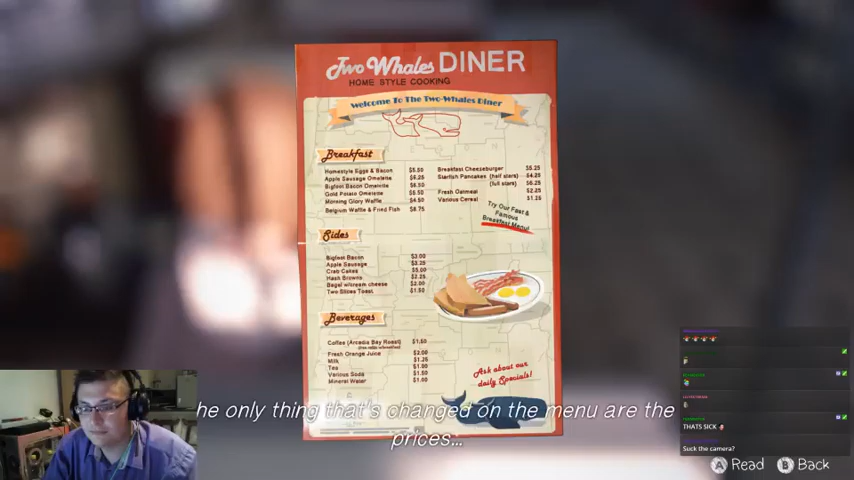 Two Whales DINER
HOME STYLE COOKING
Welcome To The Two-Whales Diner
Breakfast
Homestyle Eggs & Bacon $5.50
Apple Sausage Omelette $6.25
Bigfoot Bacon Omelette $6.50
Gold Potato Omelette $5.50
Morning Glory Waffle $4.50
Belgium Waffle & Fried Fish $8.75
Breakfast Cheeseburger $5.25
Starfish Pancakes (half stars) $4.25
(full stars) $6.25
Fresh Oatmeal $2.25
Various Cereal $1.25
Try Our Fast &
Famous
Breakfast Menu!
Sides
Bigfoot Bacon $3.00
Apple Sausage $3.25
Crab Cakes $5.00
Hash Browns $2.25
Bagel w/cream cheese $2.00
Two Slices Toast $1.50
Beverages
Coffee (Arcadia Bay Roast) $1.50
Fresh Orange Juice $2.00
Milk $1.25
Tea $1.00
Various Soda $1.50
Mineral Water $1.00
Ask about our
daily Specials!
he only thing that's changed on the menu are the
prices...
THATS SICK
Suck the camera?
A Read B Back